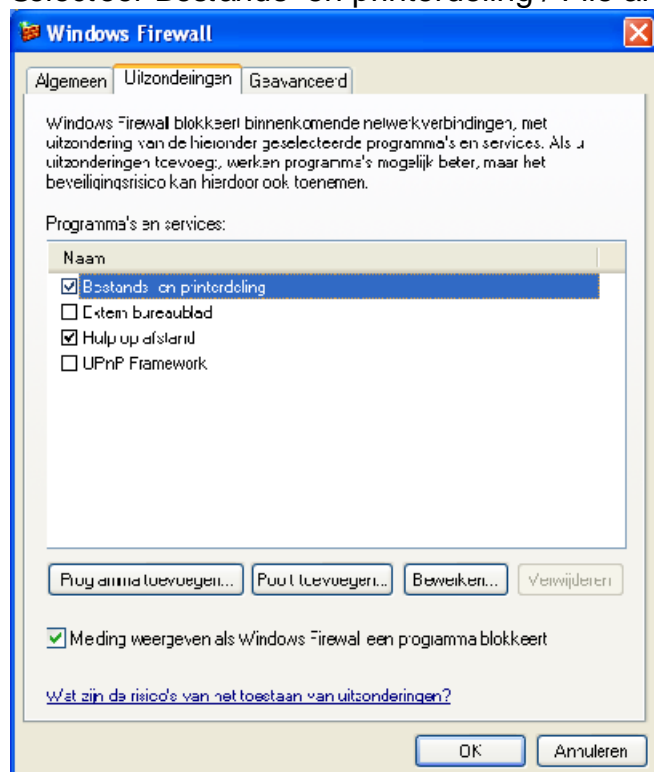 Selecteer Bestands- en printerdeling / File a
Windows Firewall
Algemeen Uitzonderingen Geavanceerd
Windows Firewall blokkeert binnenkomende netwerkverbindingen, met
uitzondering van de hieronder geselecteerde programma's en services. Als u
uitzonderingen toevoegt, werken programma's mogelijk beter, maar het
beveiligingsrisico kan hierdoor ook toenemen.
Programma's en services:
Naam
Bestands- en printerdeling
Extern bureaublad
Hulp op afstand
UPnP Framework
Programma toevoegen... Poort toevoegen... Bewerken... Verwijderen
Melding weergeven als Windows Firewall een programma blokkeert
Wat zijn de risico's van het toestaan van uitzonderingen?
OK Annuleren